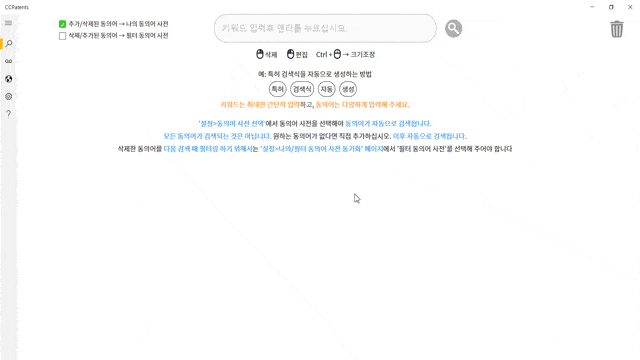 CCPatents
추가/삭제된 동의어 → 나의 동의어 사전
삭제/추가된 동의어 → 필터 동의어 사전
키워드 입력후 엔터를 누르십시요.
삭제 편집 Ctrl + → 크기조정
예: 특허 검색식을 자동으로 생성하는 방법
특허 검색식 자동 생성
키워드는 최대한 간단히 입력하고, 동의어는 다양하게 입력해 주세요.
'설정>동의어 사전 선택'에서 동의어 사전을 선택해야 동의어가 자동으로 검색됩니다.
모든 동의어가 검색되는 것은 아닙니다. 원하는 동의어가 없다면 직접 추가하십시오. 이후 자동으로 검색됩니다.
삭제한 동의어를 다음 검색 때 필터링 하기 위해서는 '설정>나의/필터 동의어 사전 동기화' 페이지에서 '필터 동의어 사전'를 선택해 주어야 합니다